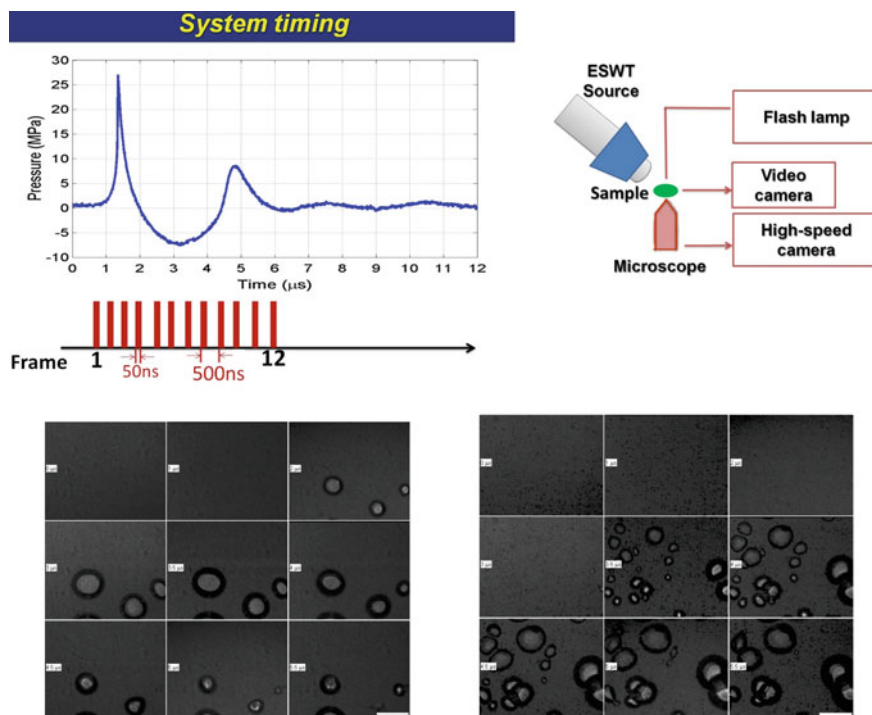 System timing
30
25
20
15
10
5
0
-5
-10
Pressure (MPa)
0 1 2 3 4 5 6 7 8 9 10 11 12
Time (μs)
Frame 1 12
50ns 500ns
ESWT
Source
Flash lamp
Sample
Video
camera
High-speed
camera
Microscope